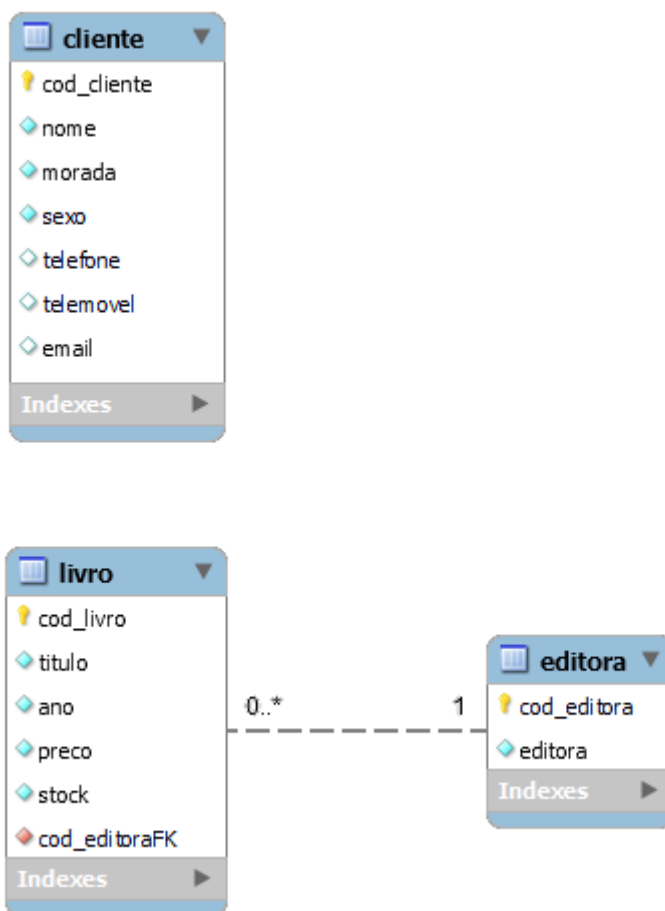 cliente
cod_cliente
nome
morada
sexo
telefone
telemovel
email
Indexes
livro
cod_livro
titulo
ano
preco
stock
cod_editoraFK
Indexes
0..*
1
editora
cod_editora
editora
Indexes